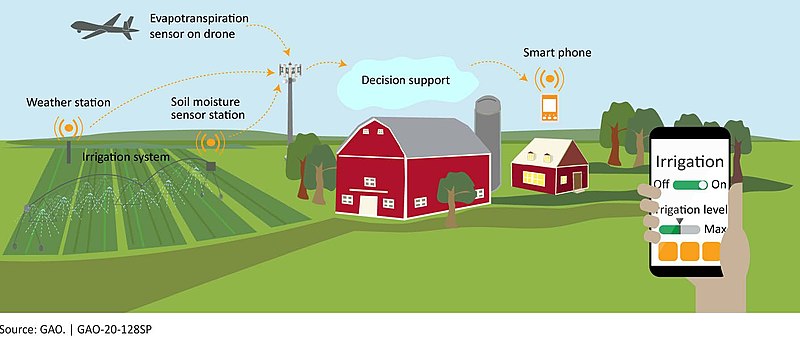 Evapotranspiration
sensor on drone
Smart phone
Decision support
Weather station
Soil moisture
sensor station
Irrigation system
Irrigation
Off On
Irrigation level
Max
Source: GAO. | GAO-20-128SP